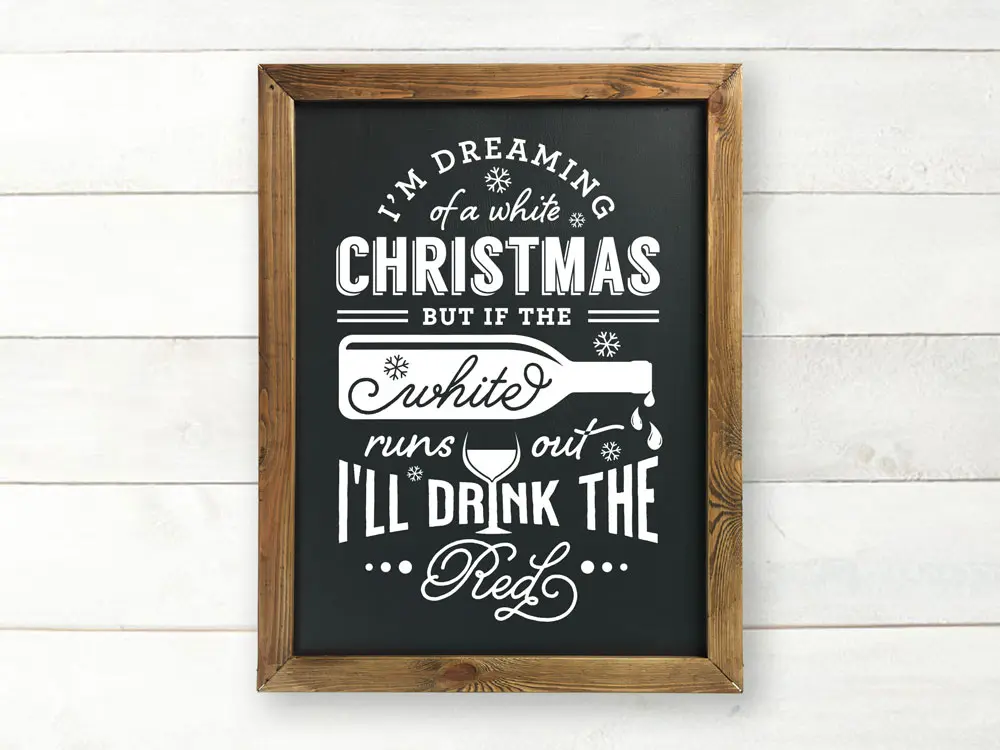 I'M DREAMING
of a white
CHRISTMAS
BUT IF THE
white
runs out
I'LL DRINK THE
Red